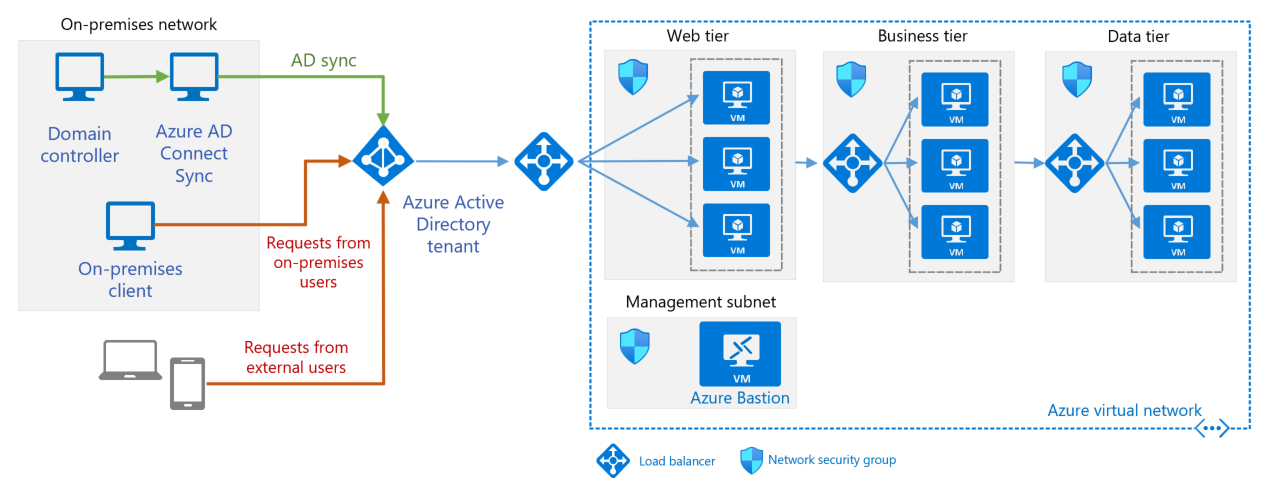 On-premises network
Domain
controller
Azure AD
Connect
Sync
On-premises
client
AD sync
Azure Active
Directory
tenant
Requests from
on-premises
users
Requests from
external users
Web tier
VM
VM
VM
Business tier
VM
VM
VM
Data tier
VM
VM
VM
Management subnet
VM
Azure Bastion
Azure virtual network
Load balancer
Network security group